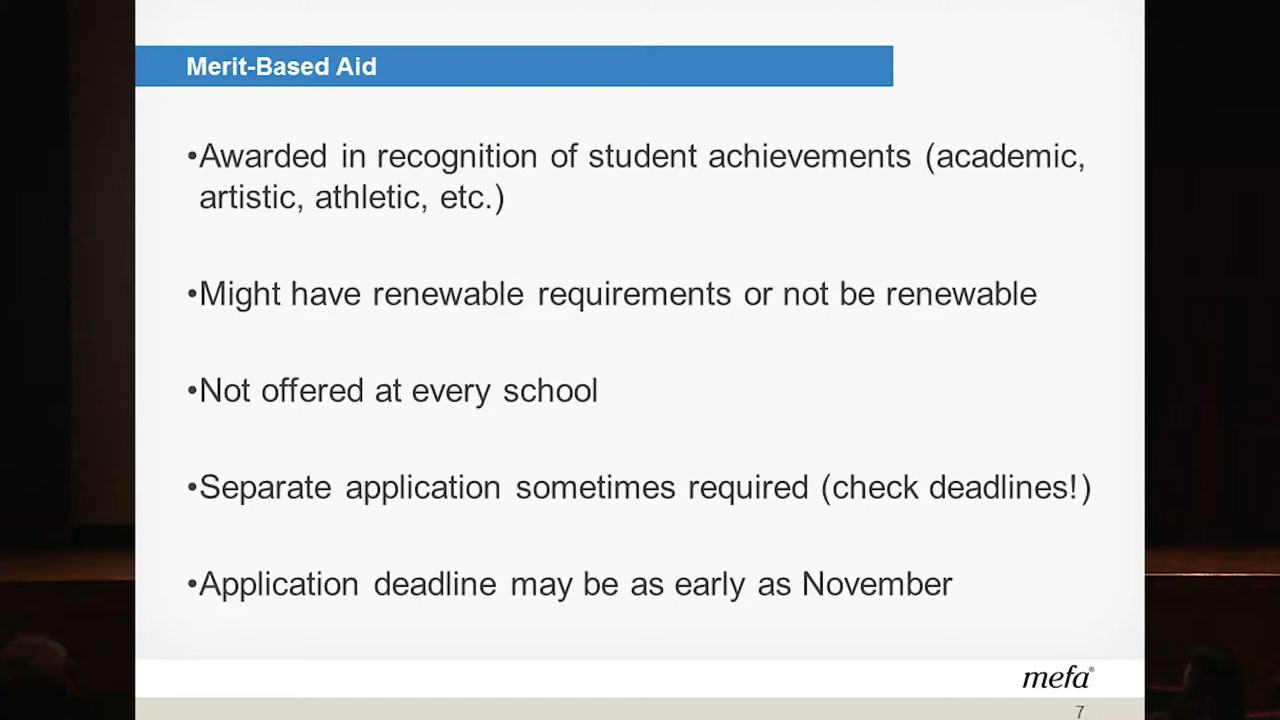 Merit-Based Aid
•Awarded in recognition of student achievements (academic,
artistic, athletic, etc.)
•Might have renewable requirements or not be renewable
•Not offered at every school
•Separate application sometimes required (check deadlines!)
•Application deadline may be as early as November
mefa®
7